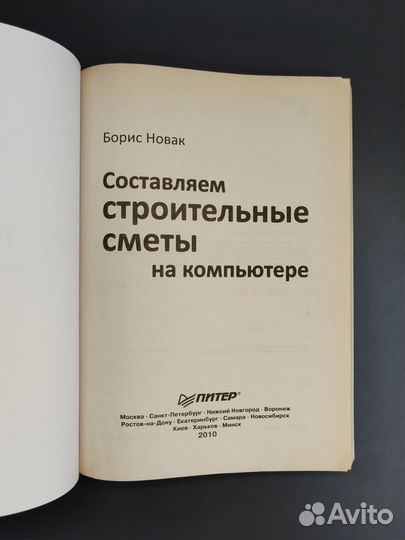 Борис Новак
Составляем
строительные
сметы
на компьютере
ПИТЕР®
Москва · Санкт-Петербург · Нижний Новгород · Воронеж
Ростов-на-Дону · Екатеринбург · Самара · Новосибирск
Киев · Харьков · Минск
2010
Avito